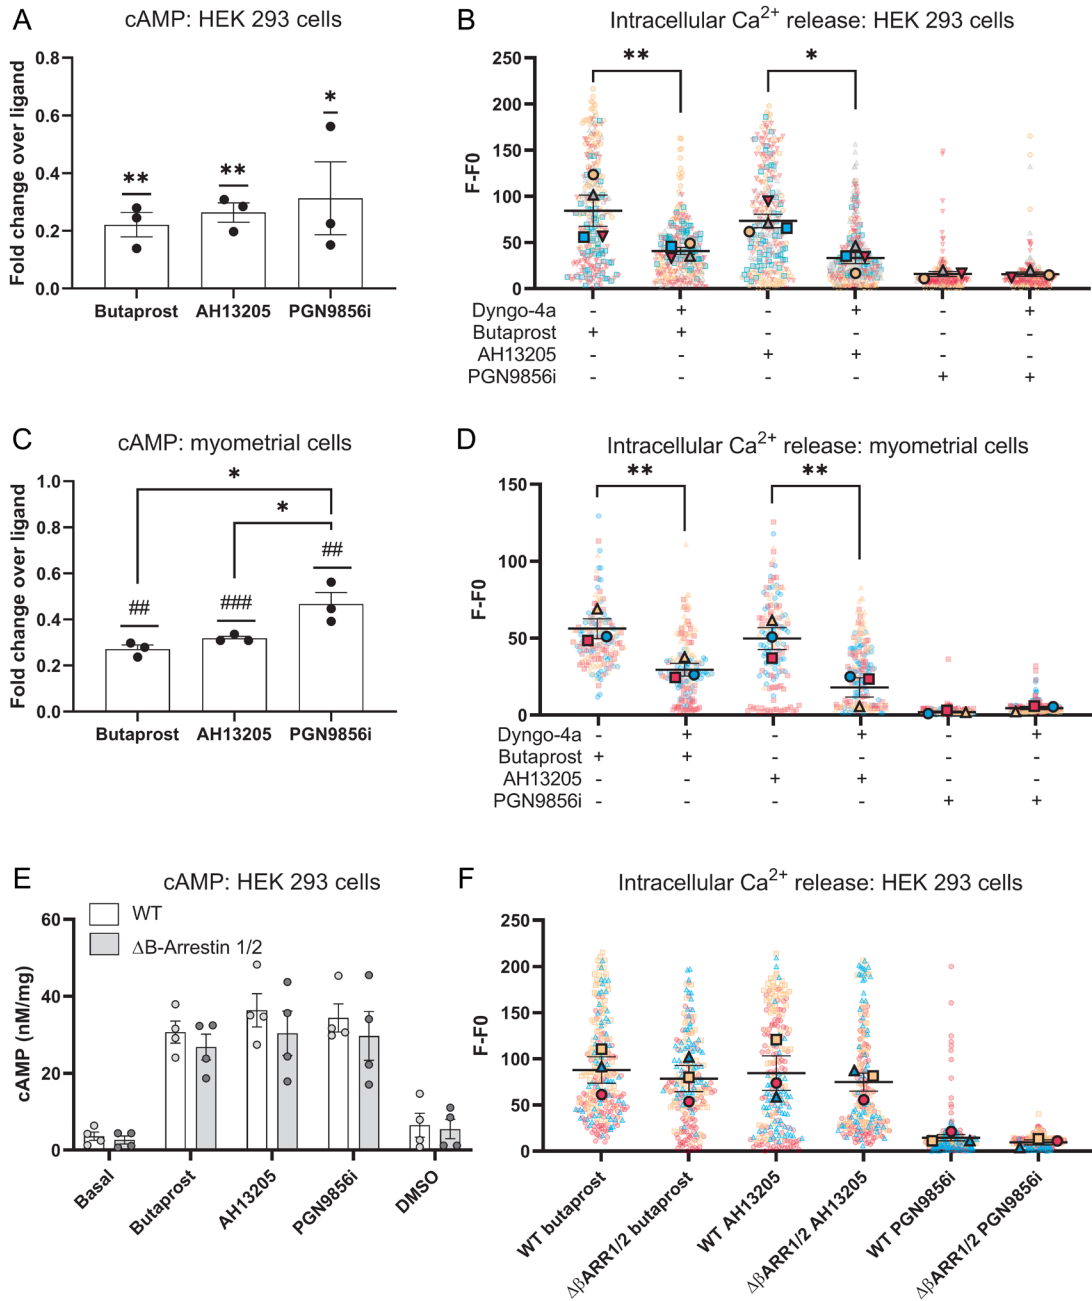 A
cAMP: HEK 293 cells
Fold change over ligand
0.8
0.6
0.4
0.2
0.0
**
**
*
Butaprost AH13205 PGN9856i
B
Intracellular Ca2+ release: HEK 293 cells
F-F0
250
200
150
100
50
0
**
*
Dyngo-4a - + - + - +
Butaprost + + - - - -
AH13205 - - + + - -
PGN9856i - - - - + +
C
cAMP: myometrial cells
Fold change over ligand
1.0
0.8
0.6
0.4
0.2
0.0
*
*
##
###
##
Butaprost AH13205 PGN9856i
D
Intracellular Ca2+ release: myometrial cells
F-F0
150
100
50
0
**
**
Dyngo-4a - + - + - +
Butaprost + + - - - -
AH13205 - - + + - -
PGN9856i - - - - + +
E
cAMP: HEK 293 cells
WT
ΔB-Arrestin 1/2
cAMP (nM/mg)
60
40
20
0
Basal
Butaprost
AH13205
PGN9856i
DMSO
F
Intracellular Ca2+ release: HEK 293 cells
F-F0
250
200
150
100
50
0
WT butaprost
ΔβARR1/2 butaprost
WT AH13205
ΔβARR1/2 AH13205
WT PGN9856i
ΔβARR1/2 PGN9856i